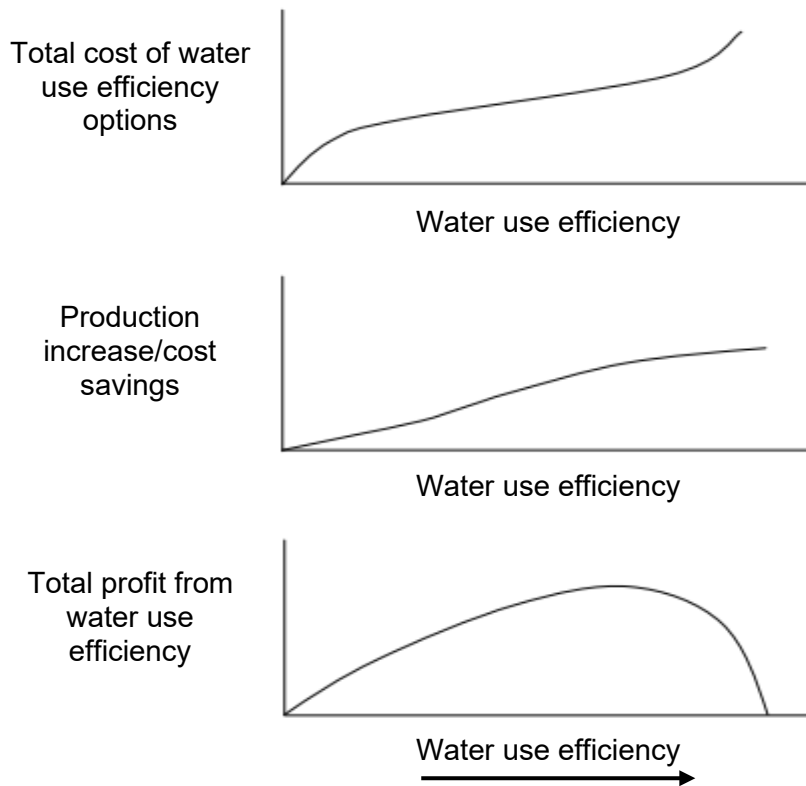 Total cost of water
use efficiency
options
Water use efficiency
Production
increase/cost
savings
Water use efficiency
Total profit from
water use
efficiency
Water use efficiency